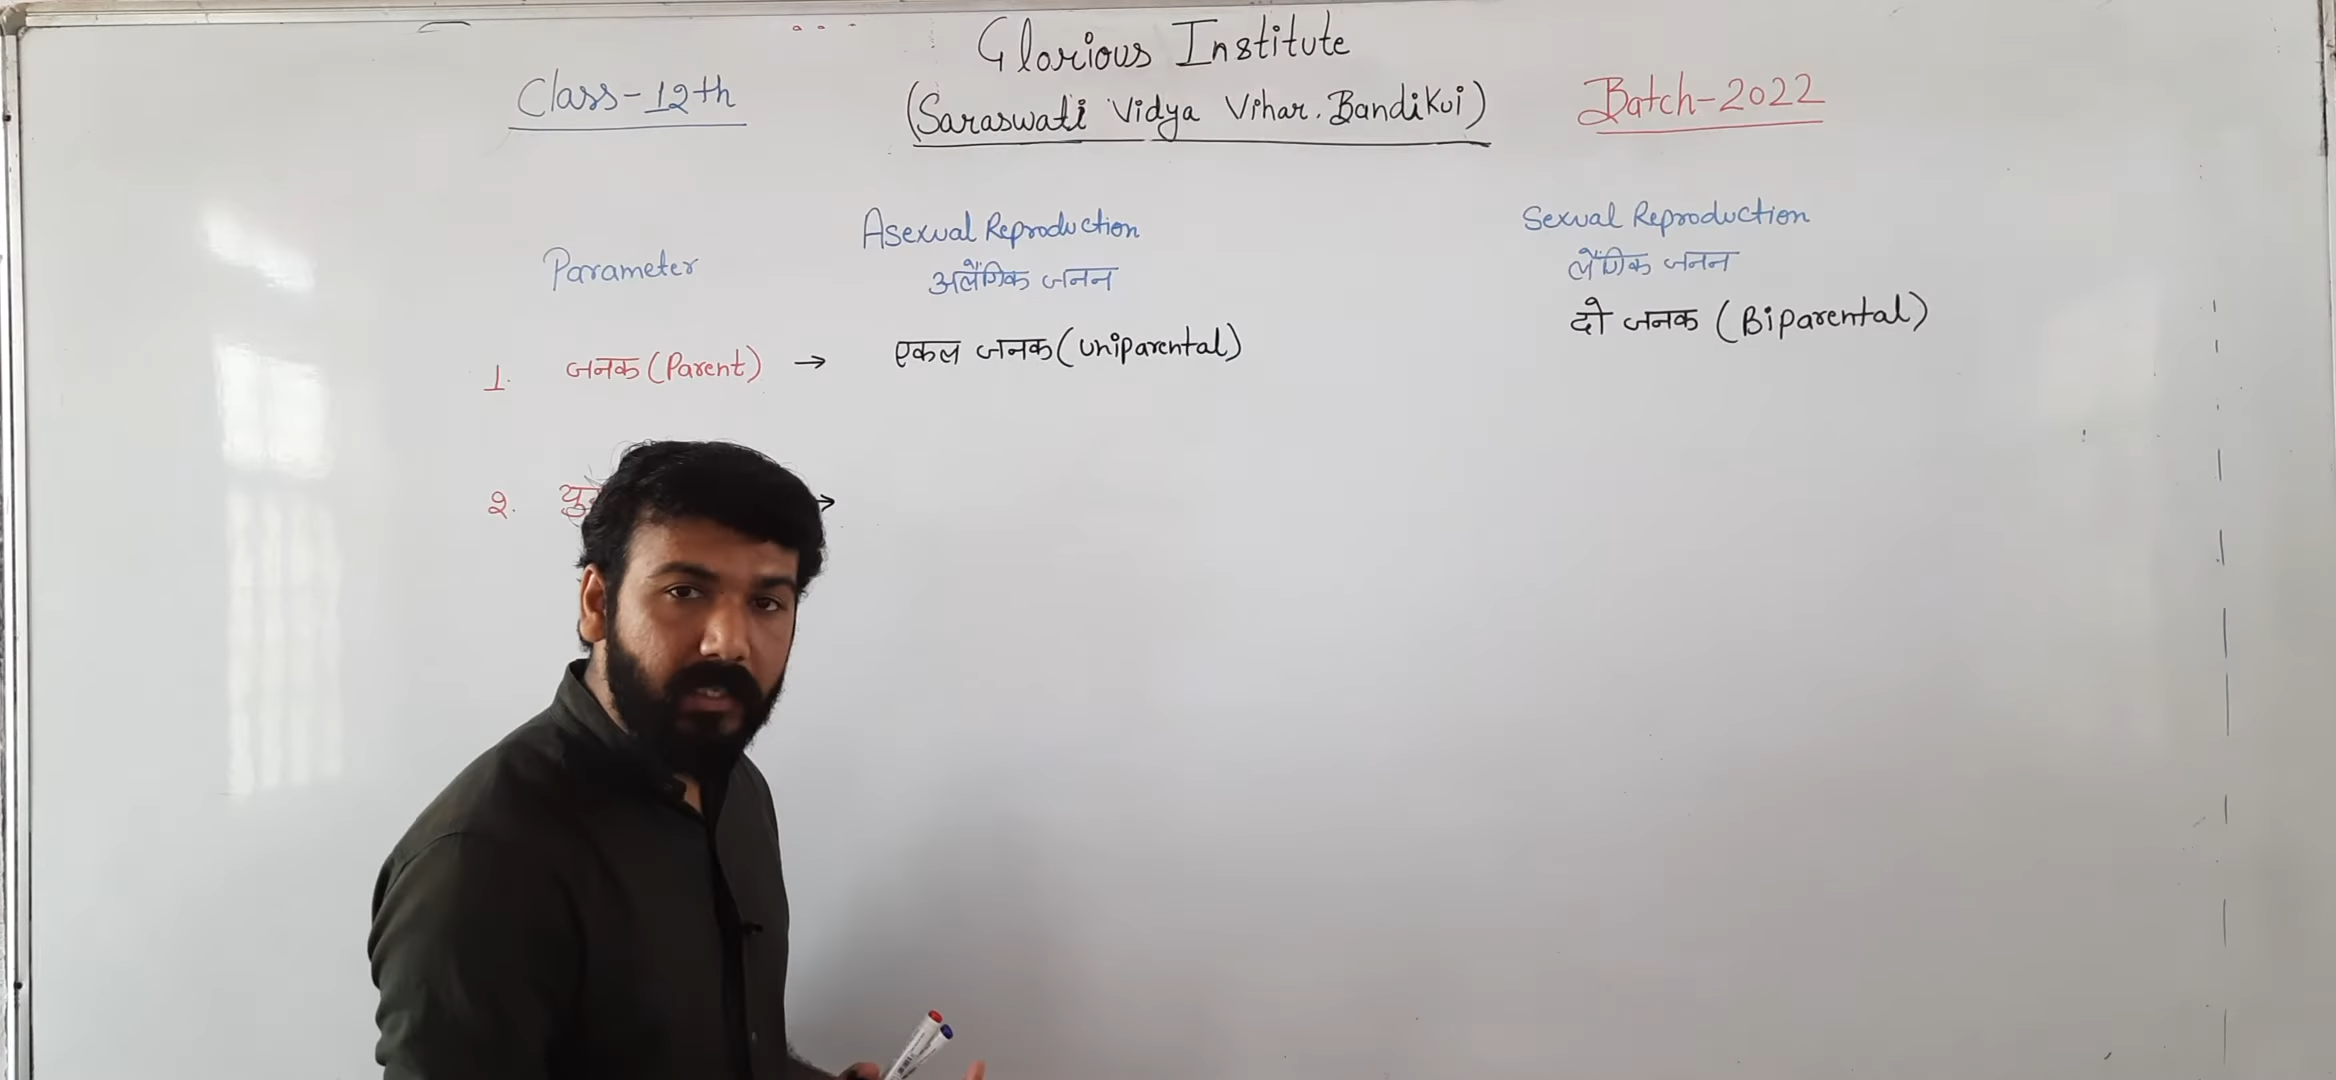 Glorious Institute
Class-12th
(Saraswati Vidya Vihar. Bandikui)
Batch-2022
Parameter
Asexual Reproduction
अलैंगिक जनन
Sexual Reproduction
लैंगिक जनन
1. जनक (Parent) → एकल जनक (Uniparental)
दो जनक (Biparental)
2. →